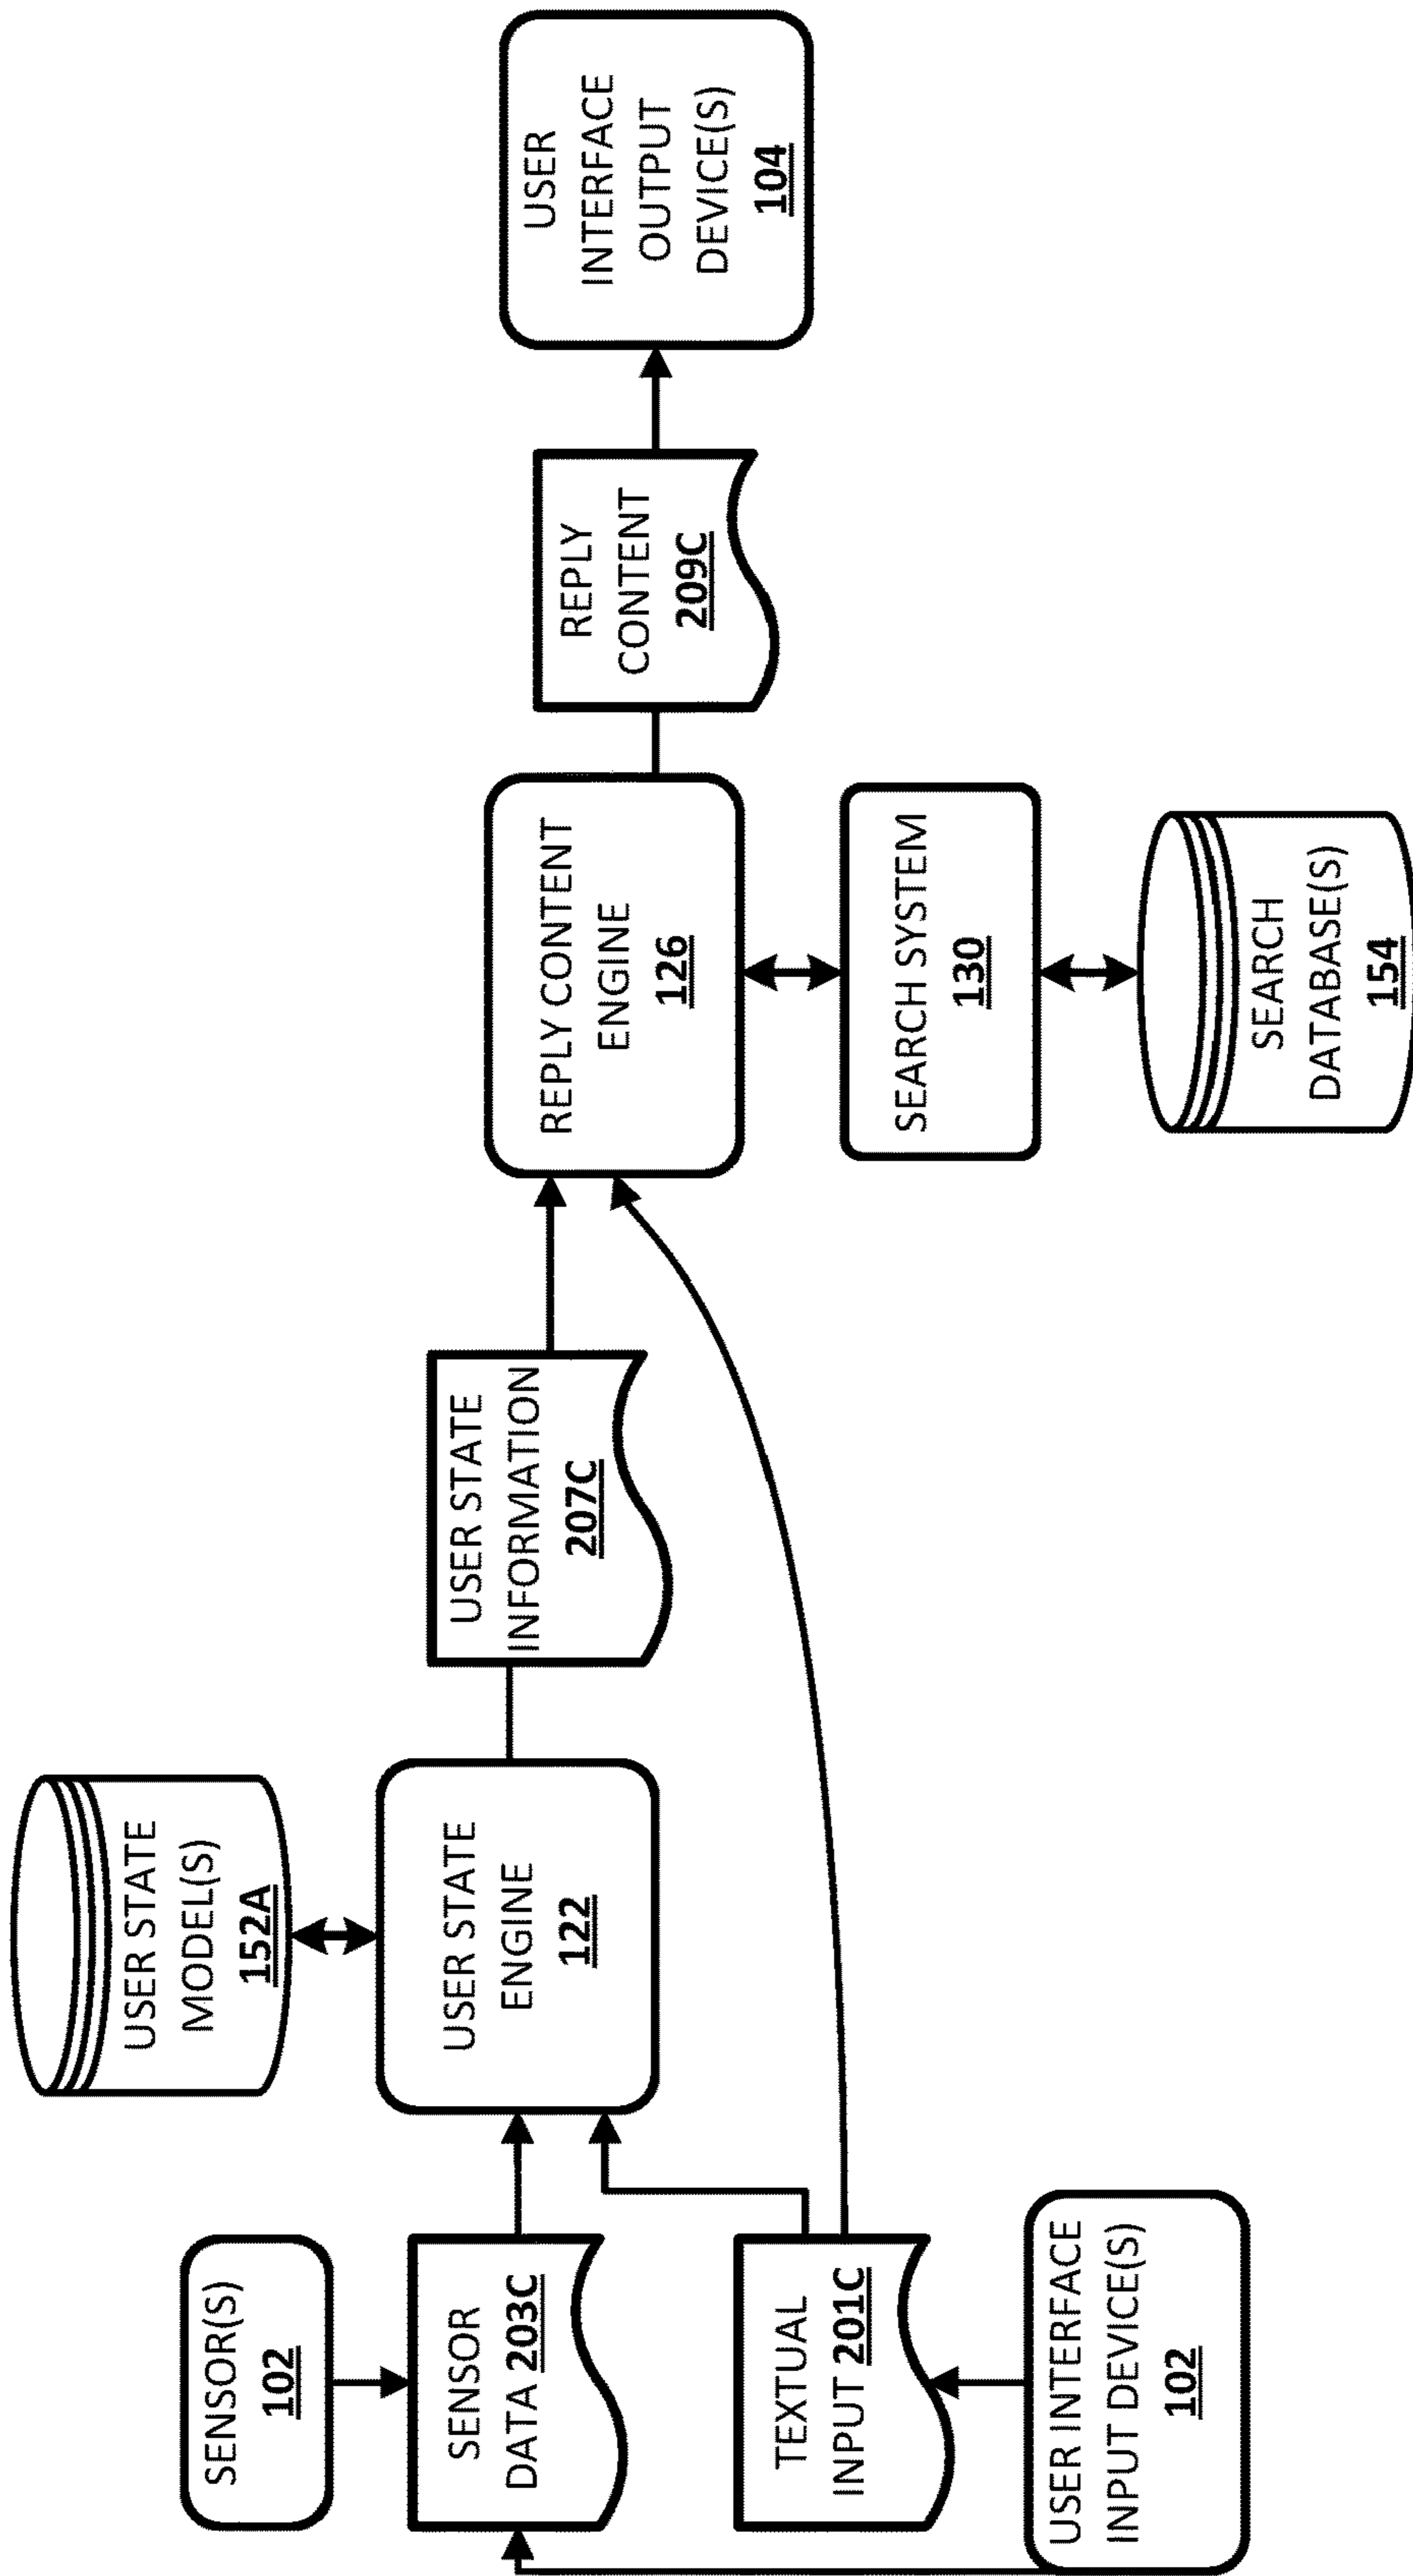 USER STATE
MODEL(S)
152A
SENSOR(S)
102
SENSOR
DATA 203C
USER STATE
ENGINE
122
USER STATE
INFORMATION
207C
REPLY CONTENT
ENGINE
126
REPLY
CONTENT
209C
USER
INTERFACE
OUTPUT
DEVICE(S)
104
TEXTUAL
INPUT 201C
SEARCH SYSTEM
130
USER INTERFACE
INPUT DEVICE(S)
102
SEARCH
DATABASE(S)
154